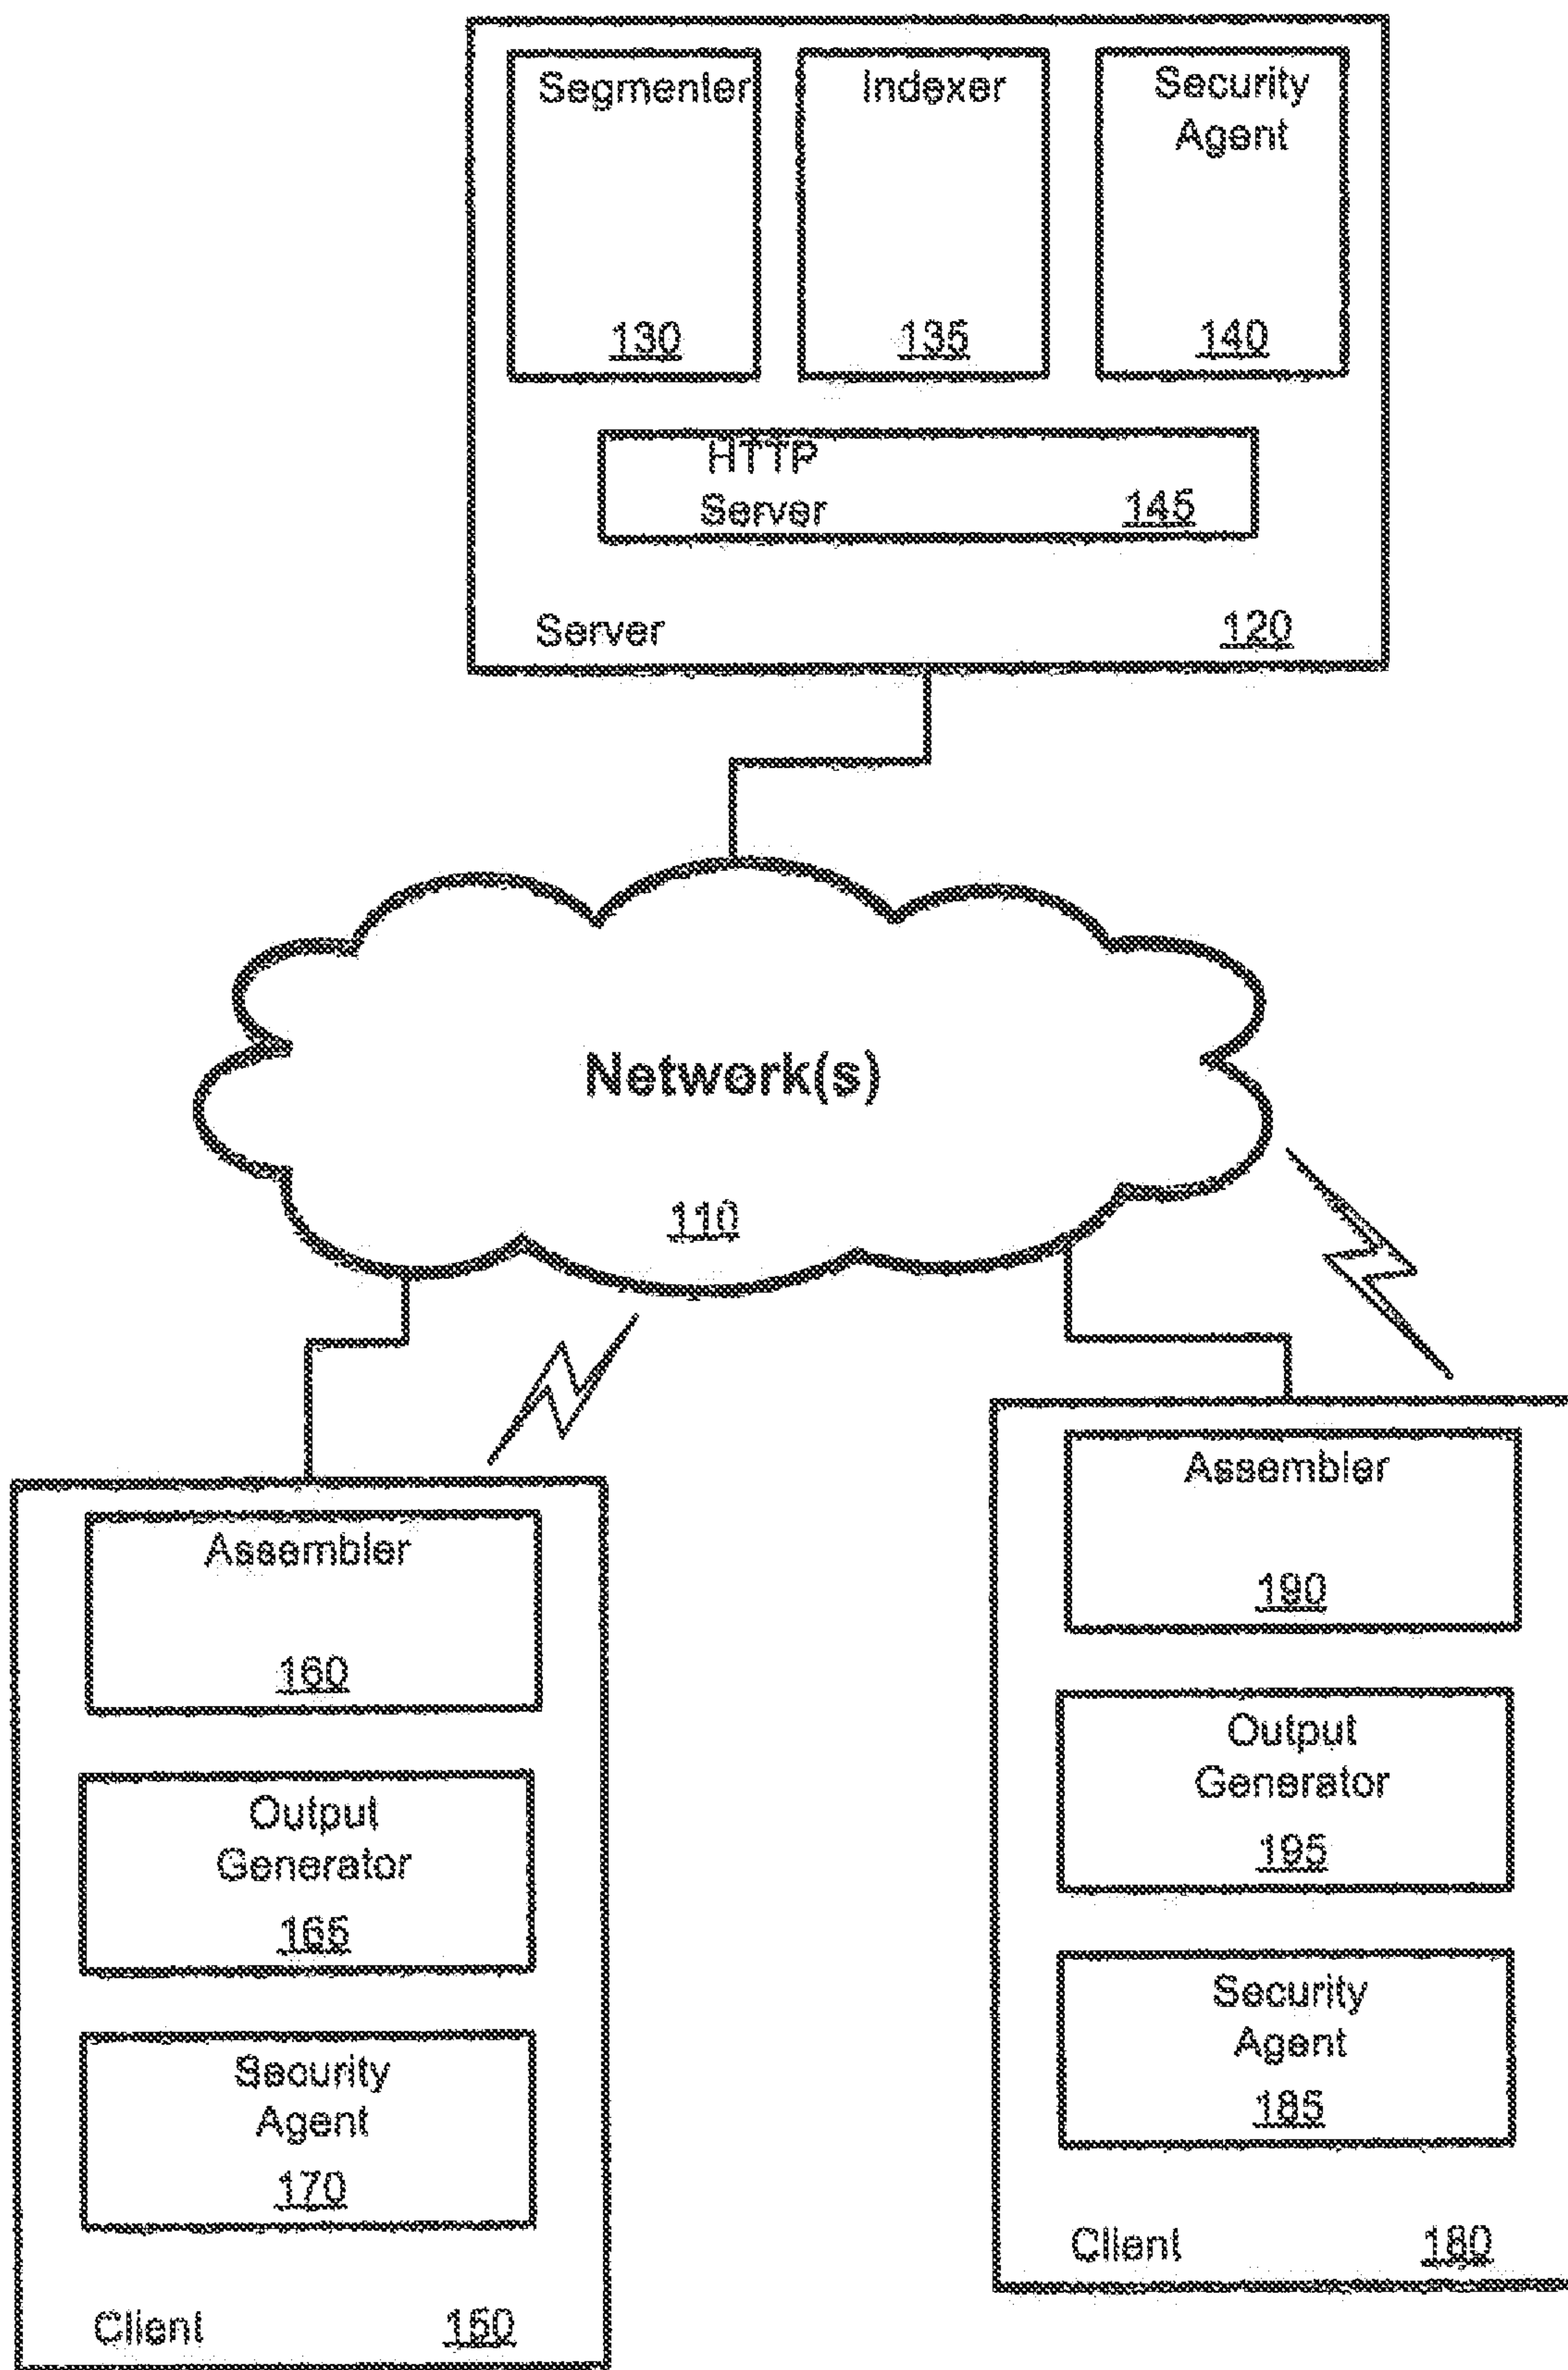 Segmenter
130
Indexer
135
Security
Agent
140
HTTP
Server
145
Server
120
Network(s)
110
Assembler
160
Output
Generator
165
Security
Agent
170
Client
150
Assembler
190
Output
Generator
195
Security
Agent
185
Client
180